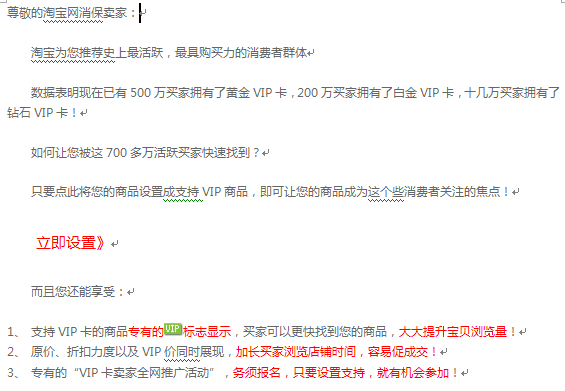 尊敬的淘宝网消保卖家：
淘宝为您推荐史上最活跃，最具购买力的消费者群体
数据表明现在已有 500 万买家拥有了黄金 VIP 卡，200 万买家拥有了白金 VIP 卡，十几万买家拥有了
钻石 VIP 卡！
如何让您被这 700 多万活跃买家快速找到？
只要点此将您的商品设置成支持 VIP 商品，即可让您的商品成为这个些消费者关注的焦点！
立即设置》
而且您还能享受：
1、 支持 VIP 卡的商品专有的VIP标志显示，买家可以更快找到您的商品，大大提升宝贝浏览量！
2、 原价、折扣力度以及 VIP 价同时展现，加长买家浏览店铺时间，容易促成交！
3、 专有的“VIP 卡卖家全网推广活动”，务须报名，只要设置支持，就有机会参加！